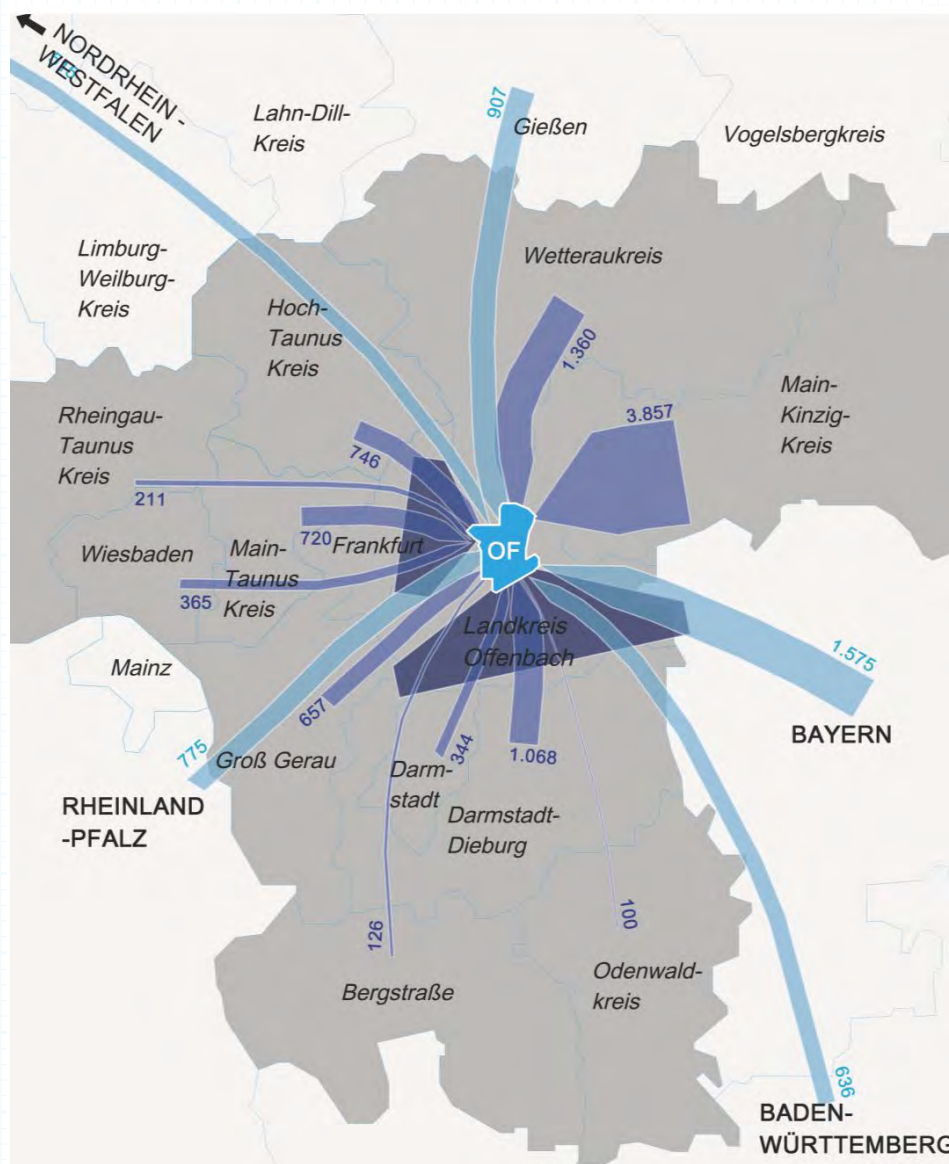 NORDRHEIN -
WESTFALEN
Lahn-Dill-
Kreis
907
Gießen
Vogelsbergkreis
Limburg-
Weilburg-
Kreis
Wetteraukreis
Hoch-
Taunus
Kreis
1.360
Main-
Kinzig-
Kreis
3.857
Rheingau-
Taunus
Kreis
746
211
Wiesbaden
Main-
Taunus
Kreis
720
Frankfurt
OF
365
Landkreis
Offenbach
Mainz
1.575
BAYERN
657
775
Groß Gerau
344
1.068
Darm-
stadt
RHEINLAND
-PFALZ
Darmstadt-
Dieburg
126
100
Bergstraße
Odenwald-
kreis
636
BADEN-
WÜRTTEMBERG